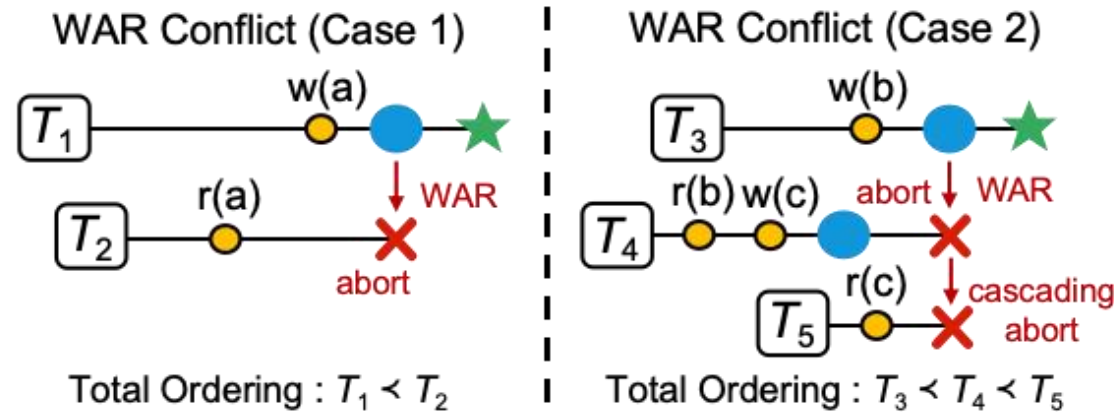 WAR Conflict (Case 1)
w(a)
T₁
WAR
r(a)
T₂
abort
Total Ordering : T₁ ≺ T₂
WAR Conflict (Case 2)
w(b)
T₃
abort WAR
r(b) w(c)
T₄
r(c)
cascading
abort
T₅
Total Ordering : T₃ ≺ T₄ ≺ T₅